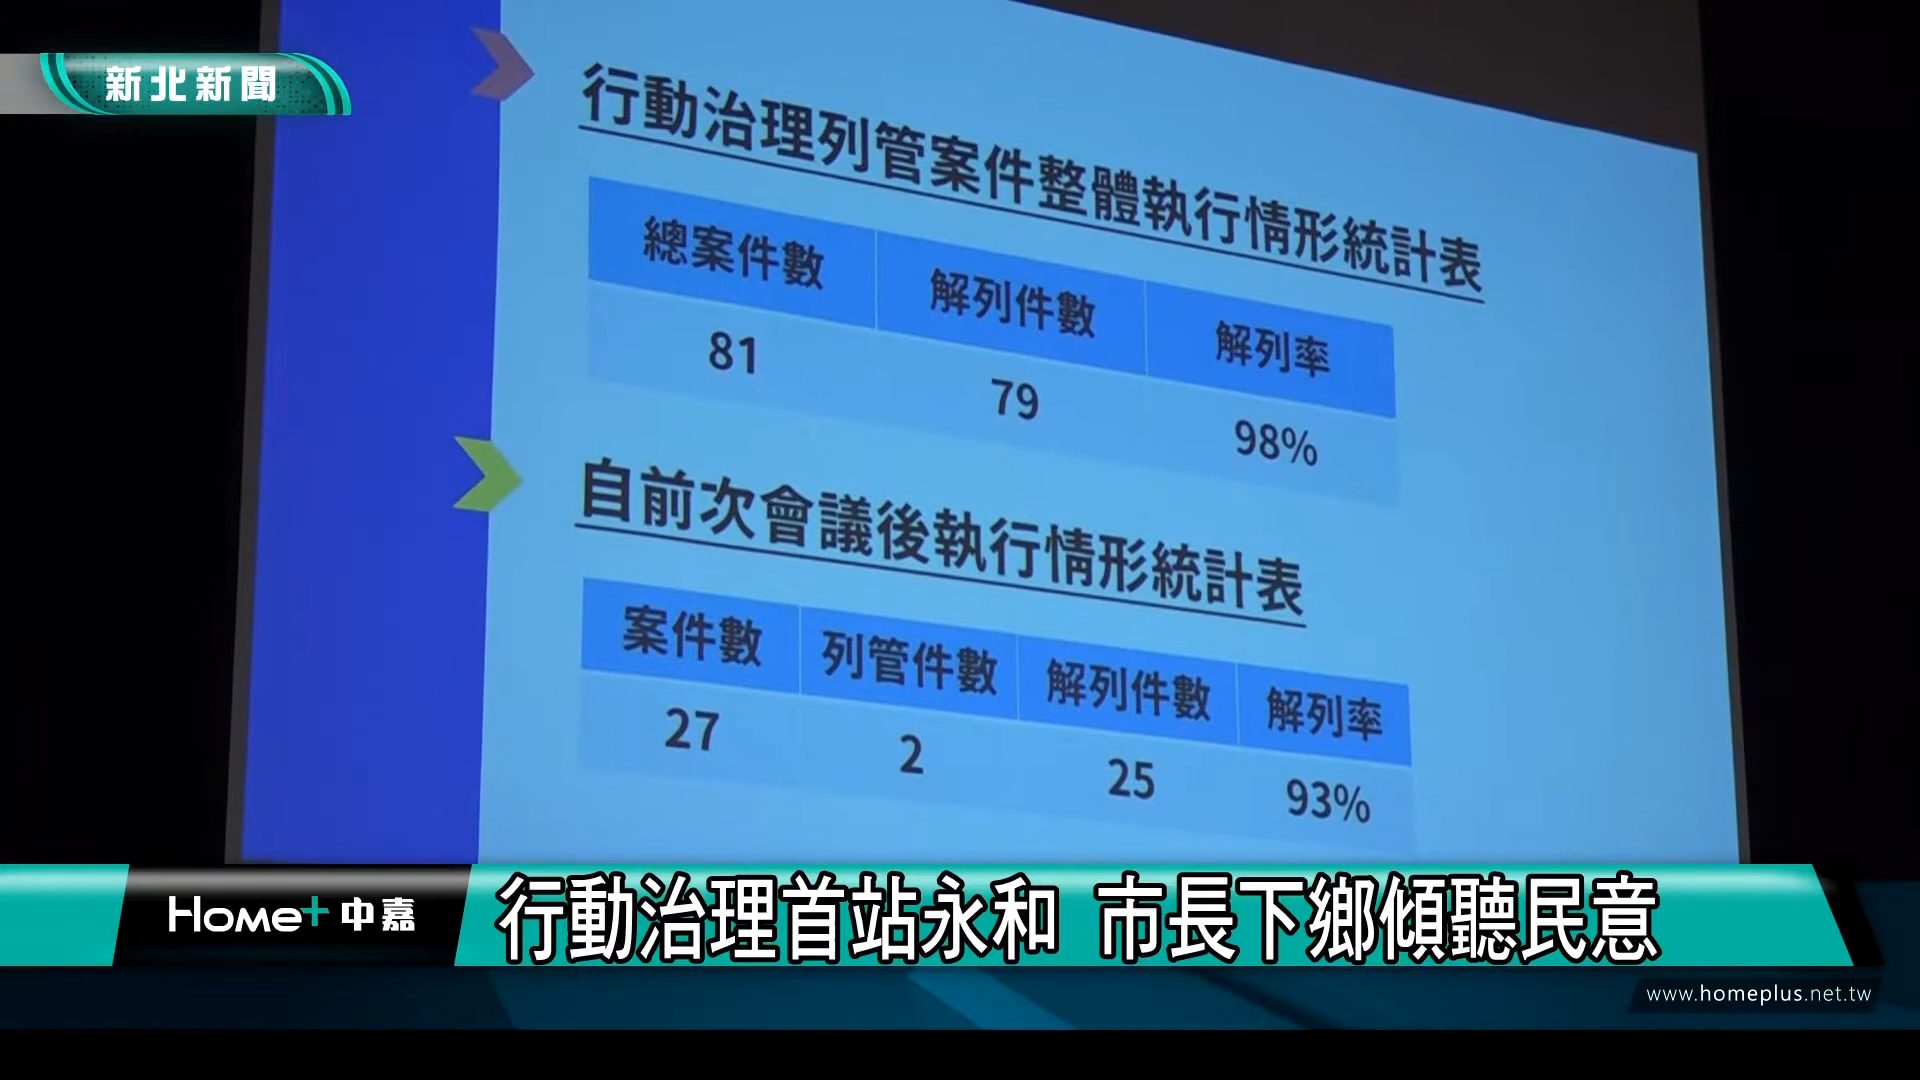 新北新聞
行動治理列管案件整體執行情形統計表
總案件數 解列件數 解列率
81 79 98%
自前次會議後執行情形統計表
案件數 列管件數 解列件數 解列率
27 2 25 93%
Home+ 中嘉
行動治理首站永和 市長下鄉傾聽民意
www.homeplus.net.tw